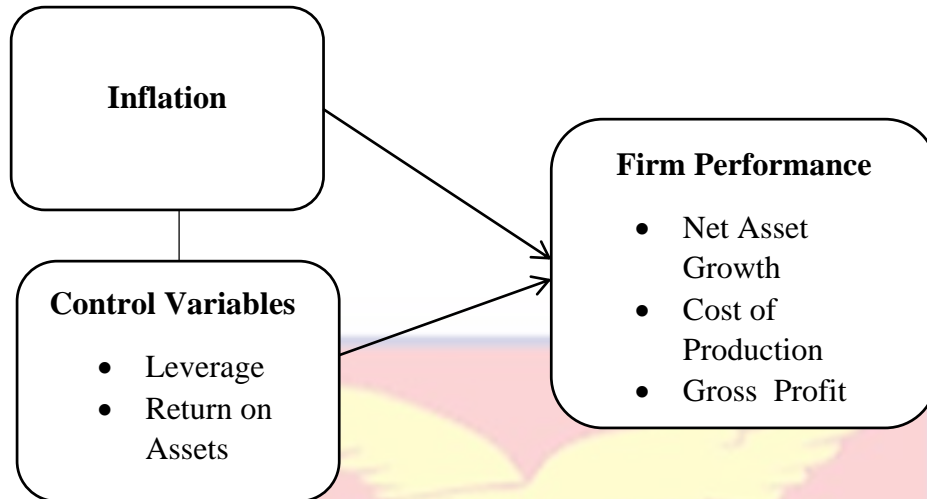 Inflation
Firm Performance
• Net Asset
Growth
• Cost of
Production
• Gross Profit
Control Variables
• Leverage
• Return on
Assets